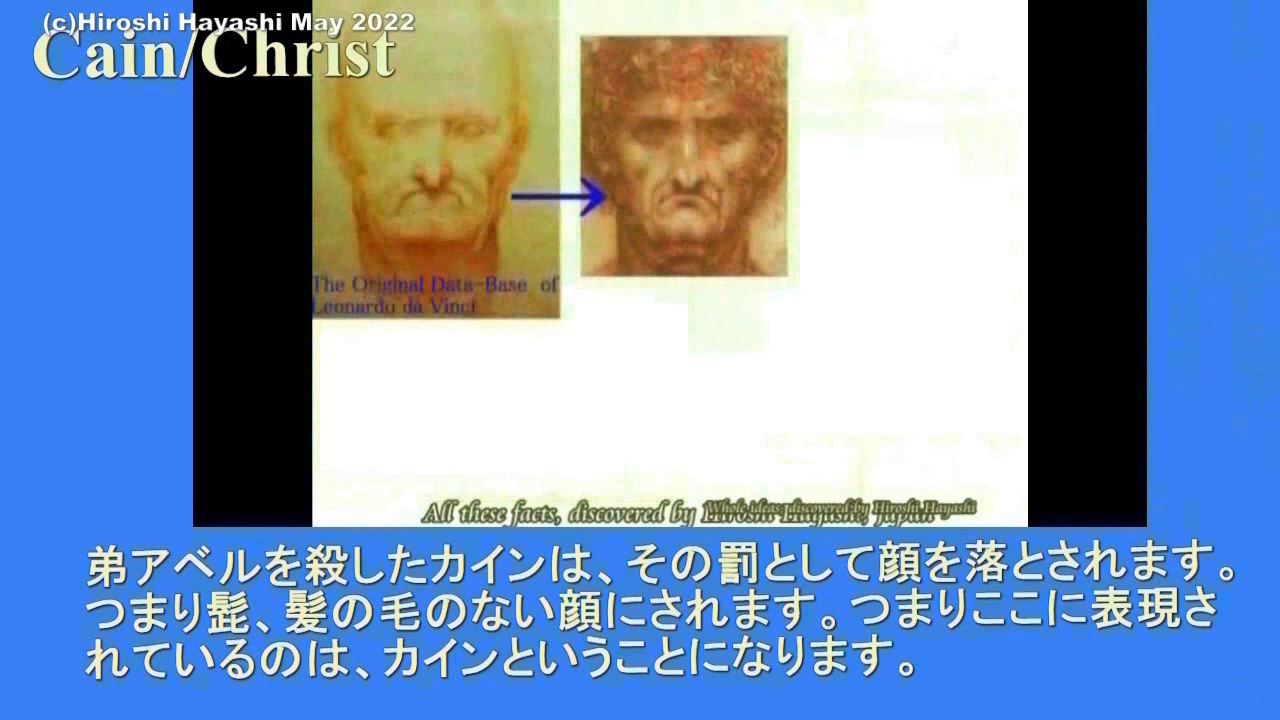 (c)Hiroshi Hayashi May 2022
Cain/Christ
The Original Data-Base of
Leonardo da Vinci
All these facts, discovered by Hiroshi Hayashi, Japan
Whole ideas discovered by Hiroshi Hayashi
弟アベルを殺したカインは、その罰として顔を落とされます。
つまり髭、髪の毛のない顔にされます。つまりここに表現さ
れているのは、カインということになります。